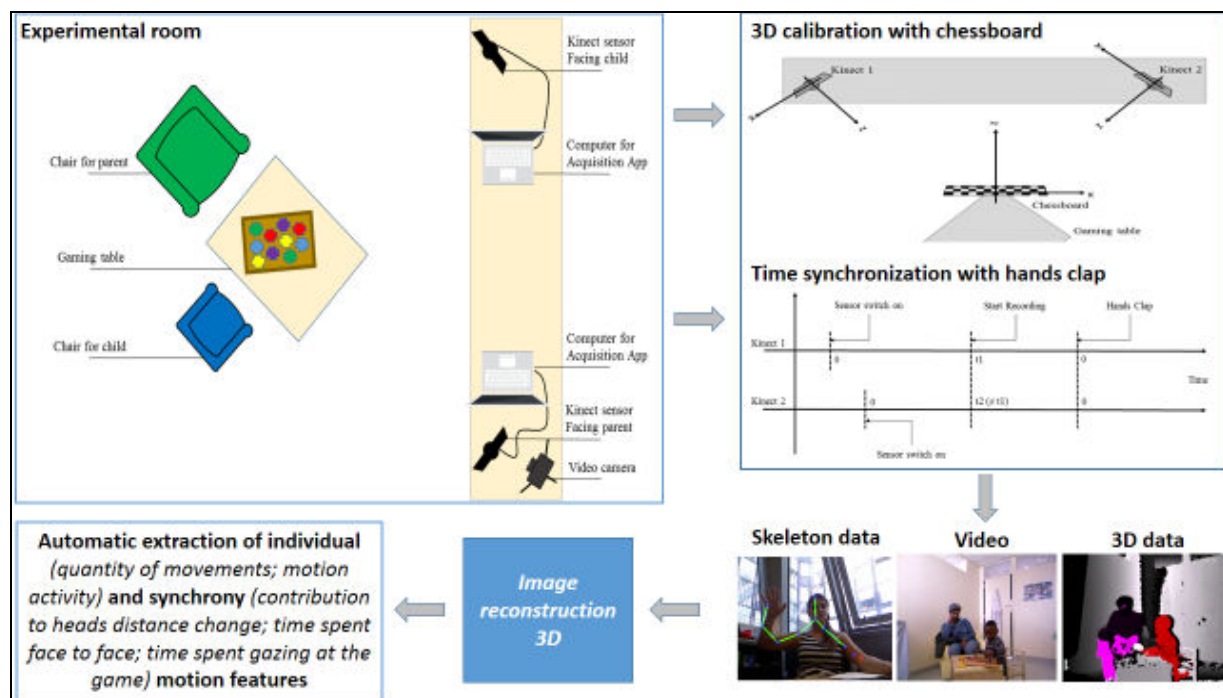 Experimental room
Kinect sensor
Facing child
Chair for parent
Computer for
Acquisition App
Gaming table
Chair for child
Computer for
Acquisition App
Kinect sensor
Facing parent
Video camera
3D calibration with chessboard
Kinect 1
Kinect 2
Chessboard
Gaming table
Time synchronization with hands clap
Sensor switch on
Start Recording
Hands Clap
Kinect 1
0
t1
0
Time
Kinect 2
0
t2 (≠ t1)
0
Sensor switch on
Skeleton data
Video
3D data
Image
reconstruction
3D
Automatic extraction of individual
(quantity of movements; motion
activity) and synchrony (contribution
to heads distance change; time spent
face to face; time spent gazing at the
game) motion features